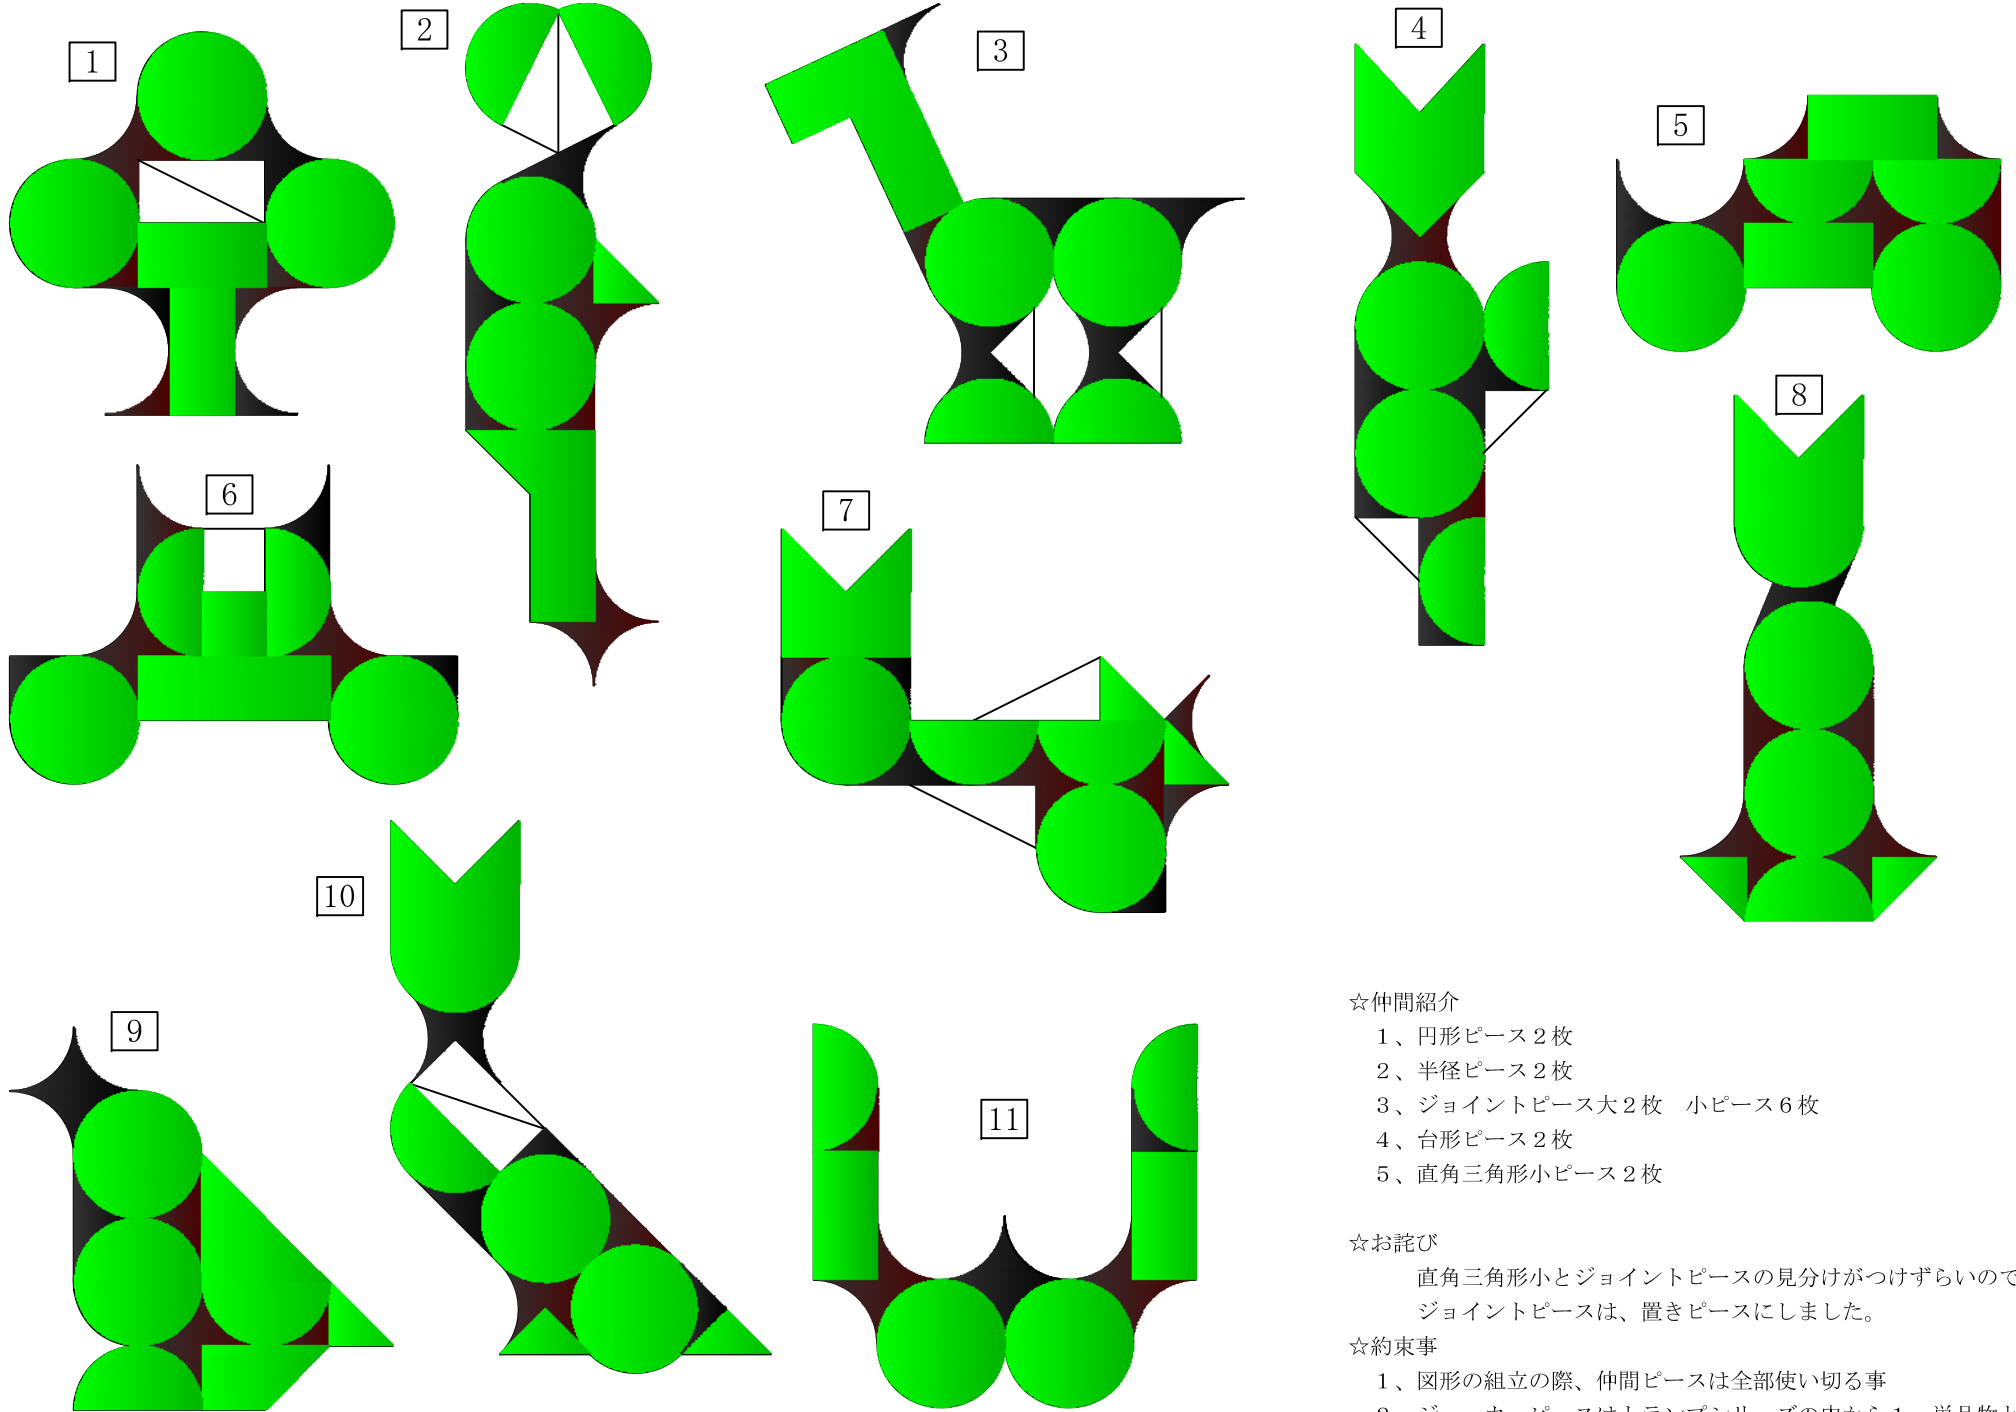 1
2
3
4
5
6
7
8
9
10
11
☆仲間紹介
1、円形ピース2枚
2、半径ピース2枚
3、ジョイントピース大2枚　小ピース6枚
4、台形ピース2枚
5、直角三角形小ピース2枚
☆お詫び
直角三角形小とジョイントピースの見分けがつけずらいので
ジョイントピースは、置きピースにしました。
☆約束事
1、図形の組立の際、仲間ピースは全部使い切る事